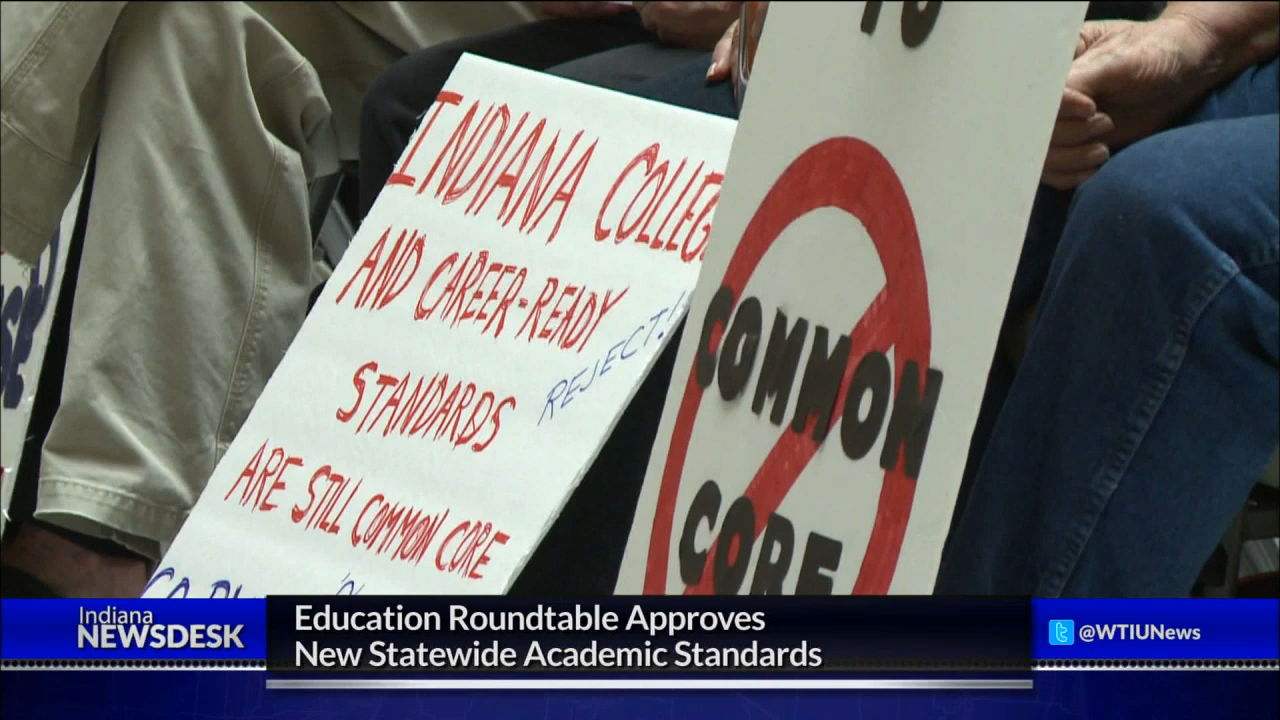 INDIANA COLLEG
AND CAREER-READY
REJECT!
STANDARDS
ARE STILL COMMON CORE
TO
COMMON
CORE
Indiana
NEWSDESK
Education Roundtable Approves
New Statewide Academic Standards
@WTIUNews